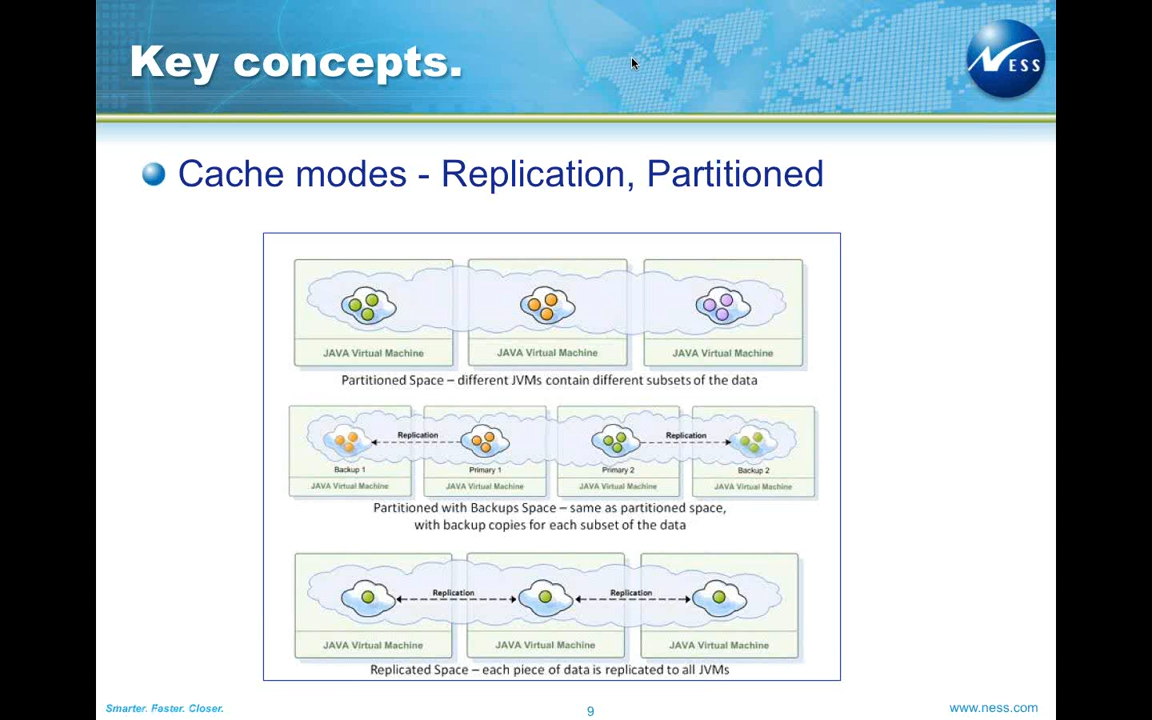 Key concepts.
NESS
Cache modes - Replication, Partitioned
JAVA Virtual Machine JAVA Virtual Machine JAVA Virtual Machine
Partitioned Space – different JVMs contain different subsets of the data
Replication Replication
Backup 1 Primary 1 Primary 2 Backup 2
JAVA Virtual Machine JAVA Virtual Machine JAVA Virtual Machine JAVA Virtual Machine
Partitioned with Backups Space – same as partitioned space,
with backup copies for each subset of the data
Replication Replication
JAVA Virtual Machine JAVA Virtual Machine JAVA Virtual Machine
Replicated Space – each piece of data is replicated to all JVMs
Smarter. Faster. Closer. 9 www.ness.com